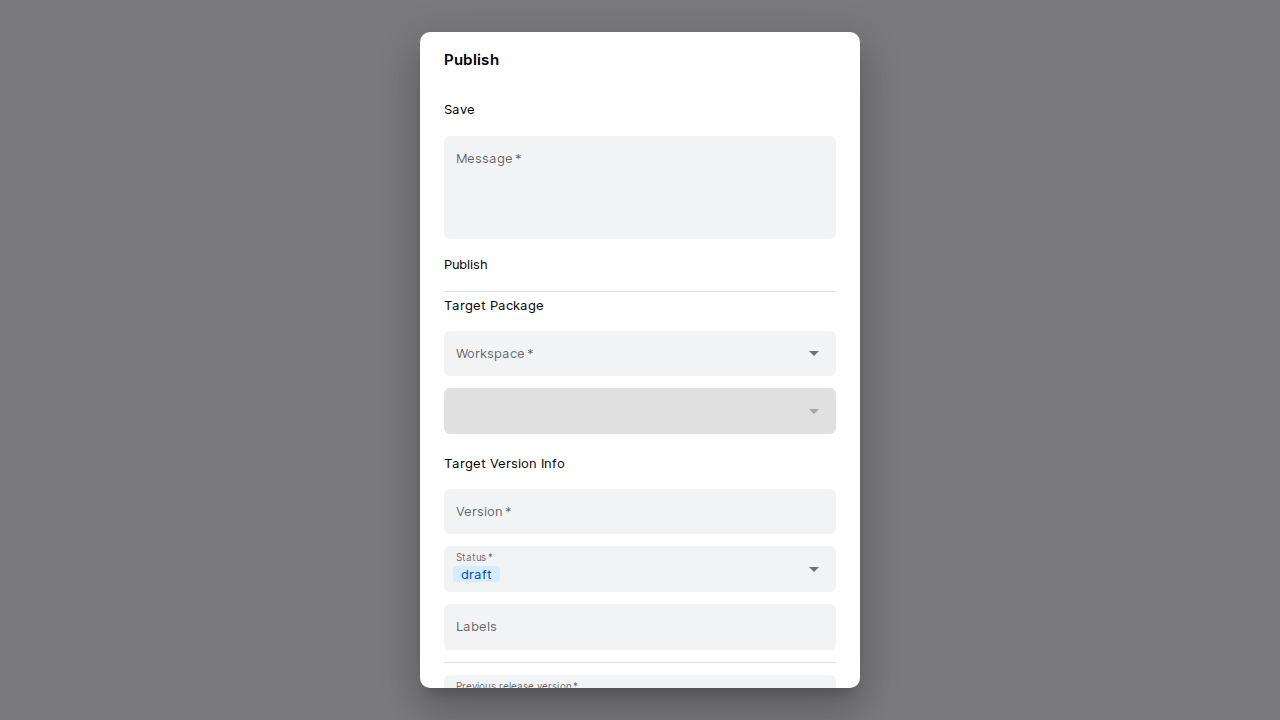 Publish
Save
Message *
Publish
Target Package
Workspace *
Target Version Info
Version *
Status *
draft
Labels
Previous release version *